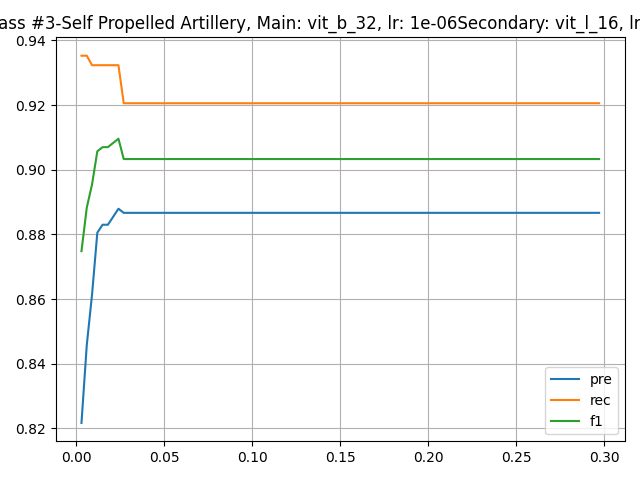 ass #3-Self Propelled Artillery, Main: vit_b_32, lr: 1e-06Secondary: vit_l_16, lr
0.94
0.92
0.90
0.88
0.86
0.84
0.82
pre
rec
f1
0.00 0.05 0.10 0.15 0.20 0.25 0.30